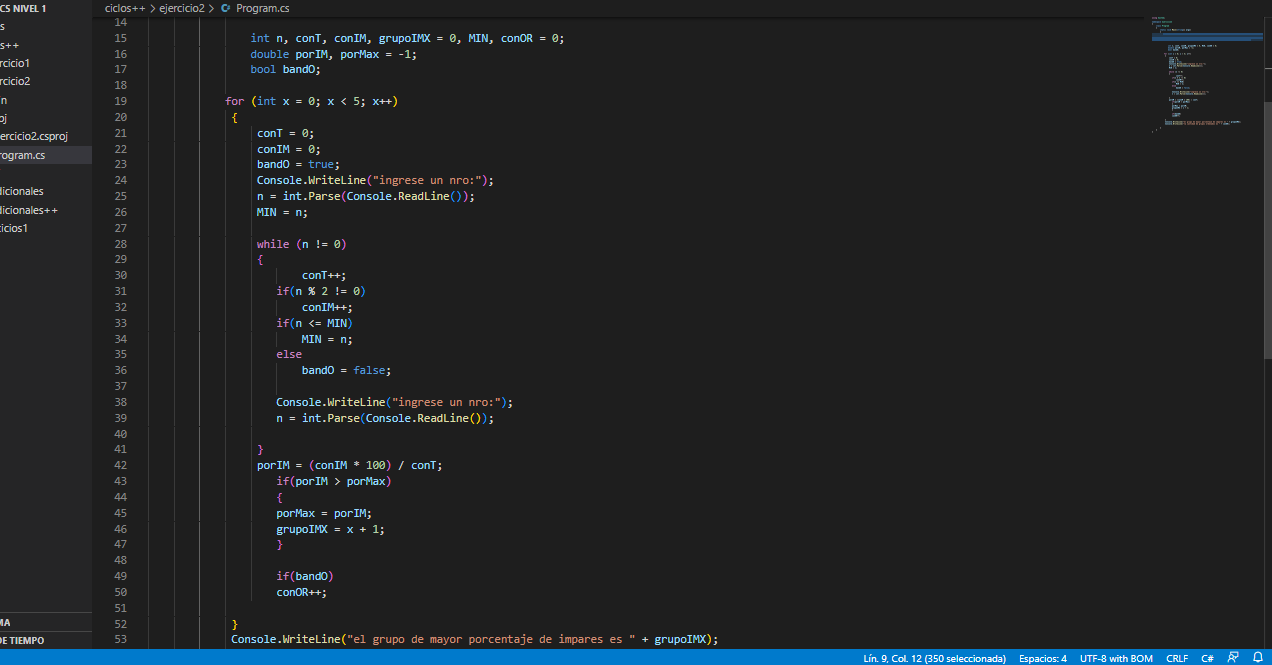 CS NIVEL 1
s
s++
rcicio1
rcicio2
n
oj
ercicio2.csproj
rogram.cs
dicionales
dicionales++
icios1
MA
DE TIEMPO
ciclos++ > ejercicio2 > C# Program.cs
14
15 int n, conT, conIM, grupoIMX = 0, MIN, conOR = 0;
16 double porIM, porMax = -1;
17 bool bandO;
18
19 for (int x = 0; x < 5; x++)
20 {
21 conT = 0;
22 conIM = 0;
23 bandO = true;
24 Console.WriteLine("ingrese un nro:");
25 n = int.Parse(Console.ReadLine());
26 MIN = n;
27
28 while (n != 0)
29 {
30 conT++;
31 if(n % 2 != 0)
32 conIM++;
33 if(n <= MIN)
34 MIN = n;
35 else
36 bandO = false;
37
38 Console.WriteLine("ingrese un nro:");
39 n = int.Parse(Console.ReadLine());
40
41 }
42 porIM = (conIM * 100) / conT;
43 if(porIM > porMax)
44 {
45 porMax = porIM;
46 grupoIMX = x + 1;
47 }
48
49 if(bandO)
50 conOR++;
51
52 }
53 Console.WriteLine("el grupo de mayor porcentaje de impares es " + grupoIMX);
Lín. 9, Col. 12 (350 seleccionada) Espacios: 4 UTF-8 with BOM CRLF C#